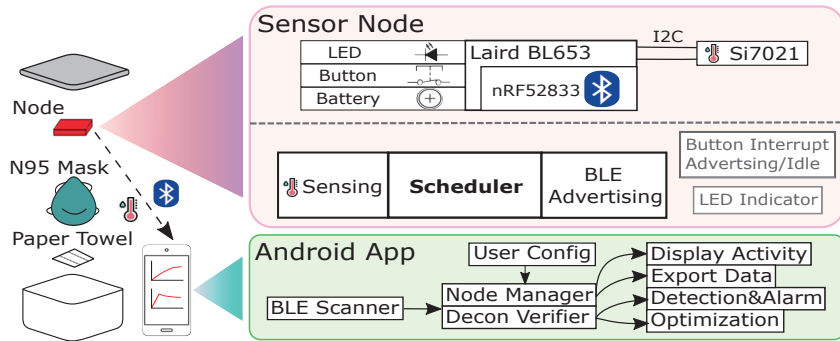 Sensor Node
LED
Button
Battery
Laird BL653
nRF52833
I2C
Si7021
Node
N95 Mask
Paper Towel
Sensing
Scheduler
BLE
Advertising
Button Interrupt
Advertsing/Idle
LED Indicator
Android App
User Config
BLE Scanner
Node Manager
Decon Verifier
Display Activity
Export Data
Detection&Alarm
Optimization